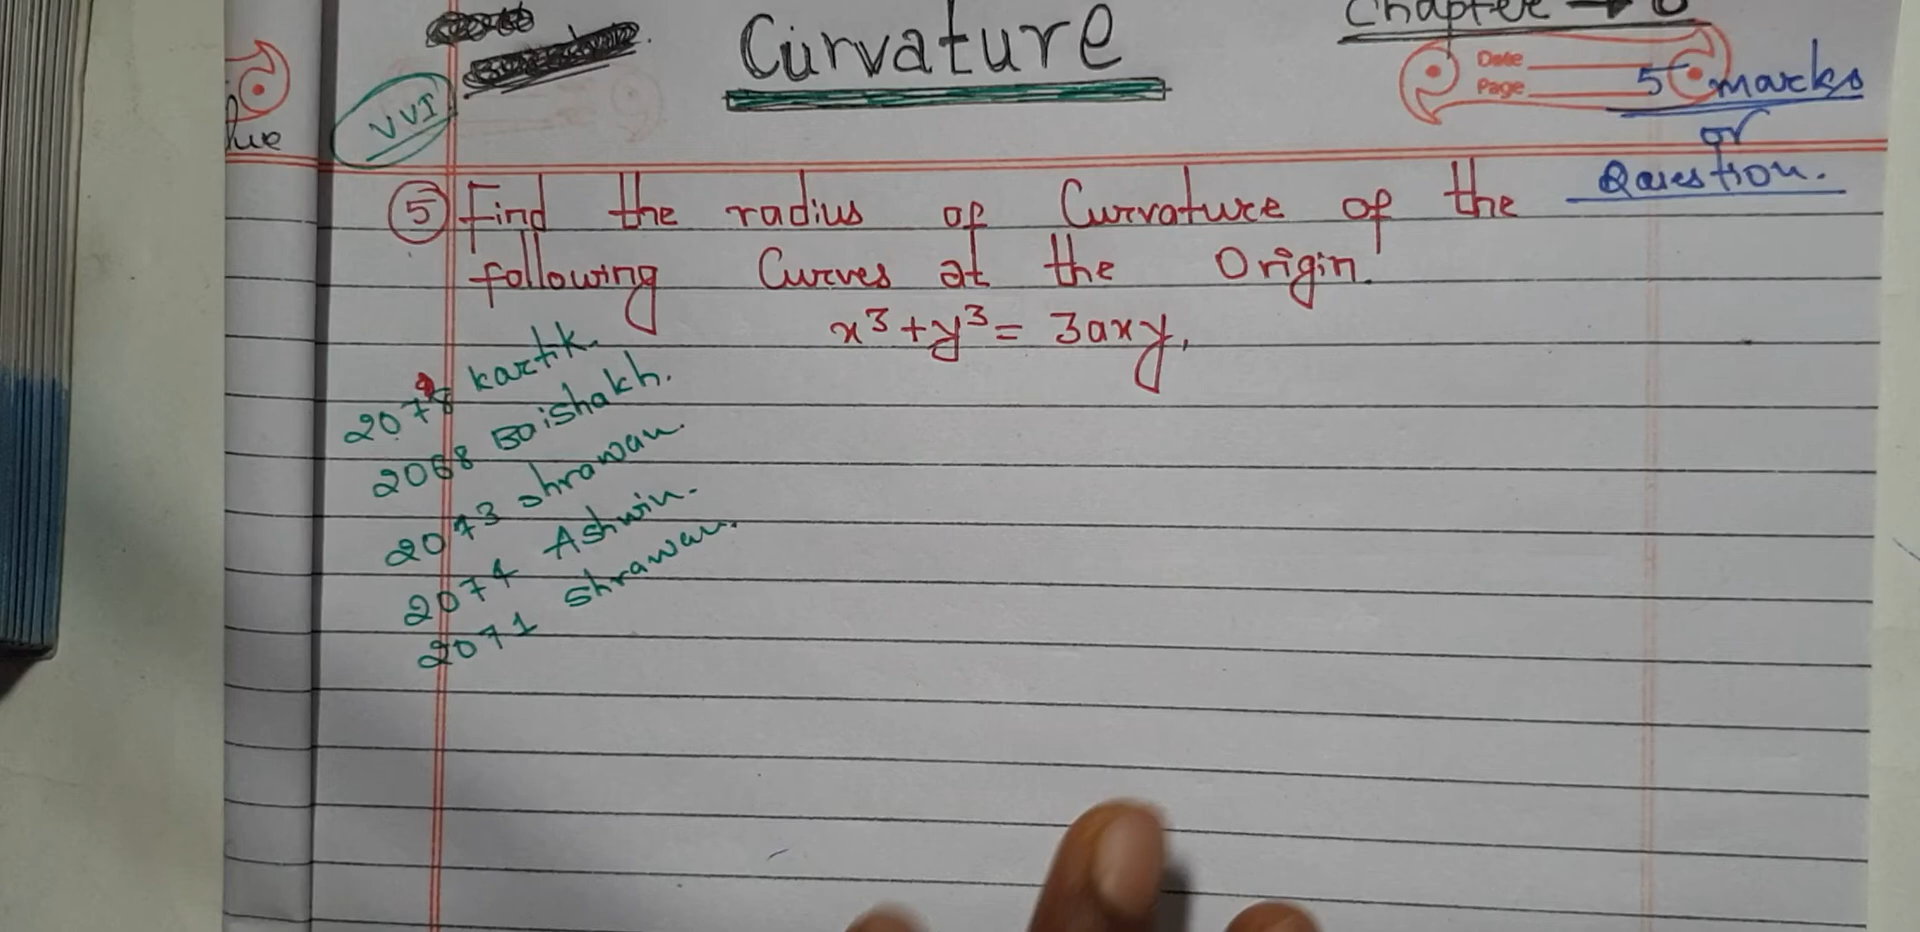 Curvature
Chapter →
Date
Page
5 marks
or
Question.
VVI
5 Find the radius of Curvature of the
following Curves at the Origin.
x³ + y³ = 3axy,
kartik.
2068 Baishakh.
2073 shrawan.
2074 Ashwin.
2071 shrawan.